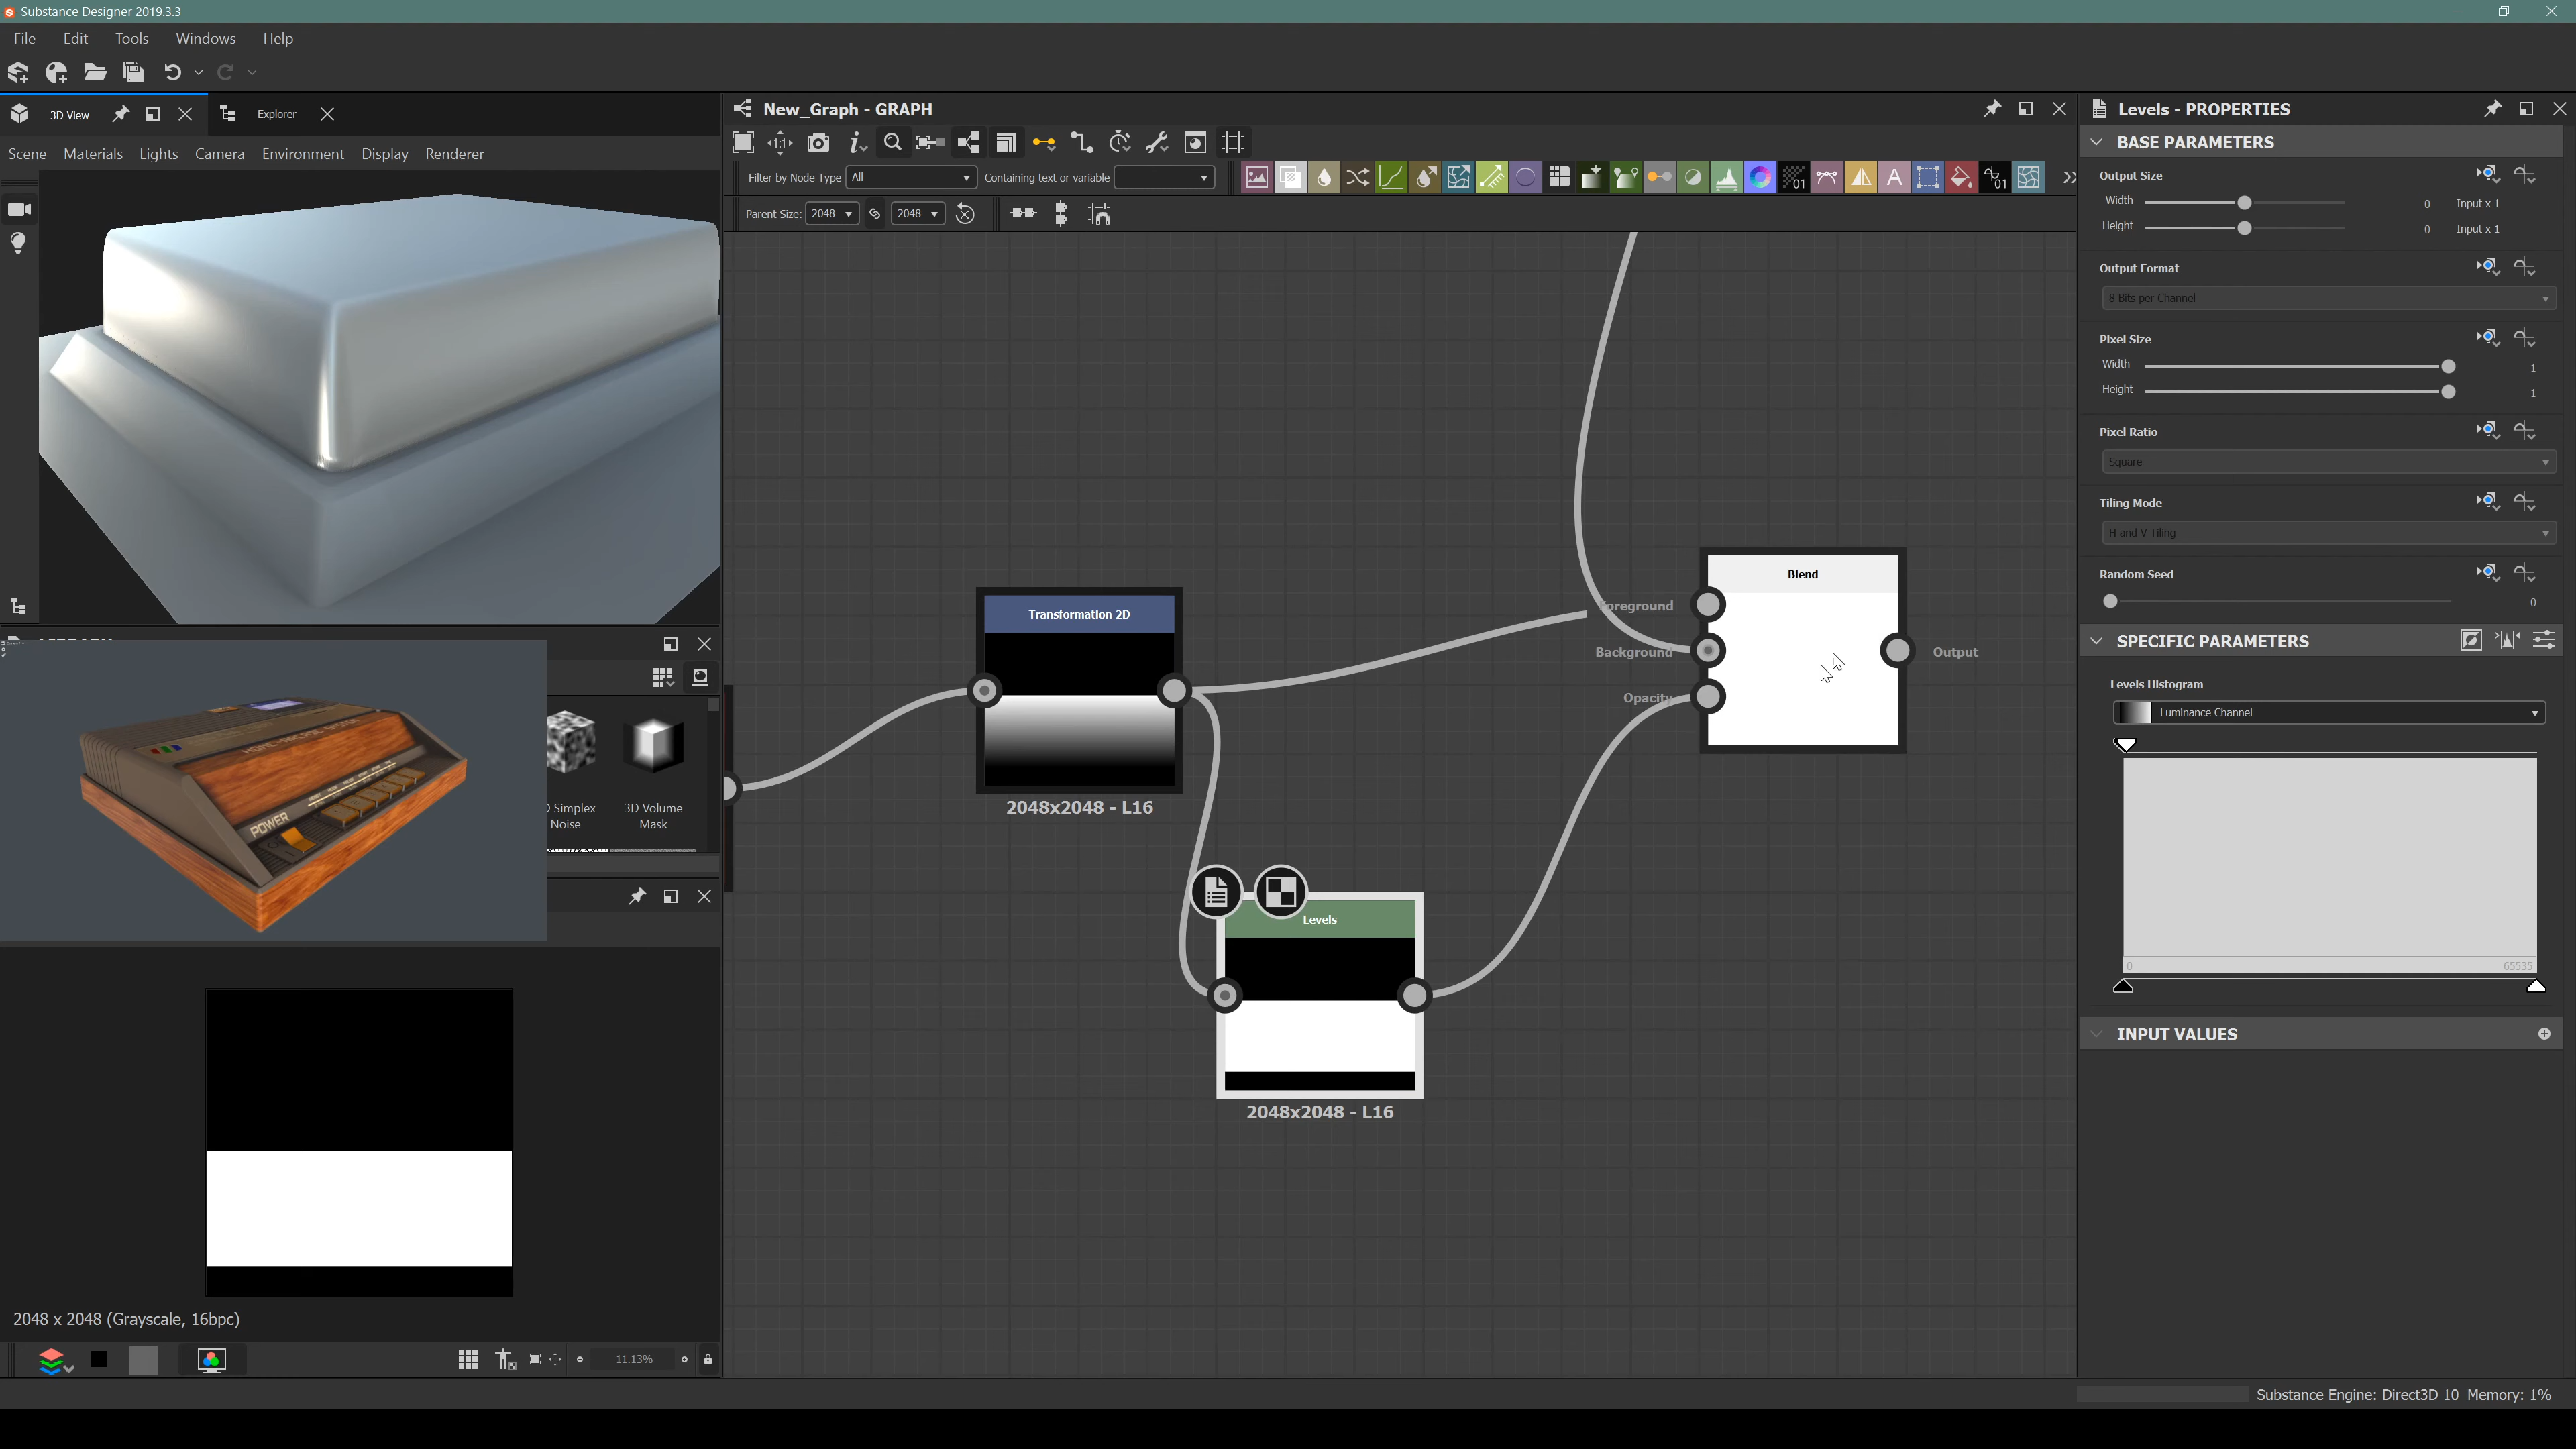 Substance Designer 2019.3.3
File Edit Tools Windows Help
3D View Explorer
Scene Materials Lights Camera Environment Display Renderer
New_Graph - GRAPH
Filter by Node Type All Containing text or variable
Parent Size: 2048 2048
Foreground
Background
Opacity
Blend
Output
Transformation 2D
2048x2048 - L16
Levels
2048x2048 - L16
Simplex
Noise
3D Volume
Mask
POWER
2048 x 2048 (Grayscale, 16bpc)
11.13%
Levels - PROPERTIES
BASE PARAMETERS
Output Size
Width 0 Input x 1
Height 0 Input x 1
Output Format
8 Bits per Channel
Pixel Size
Width 1
Height 1
Pixel Ratio
Square
Tiling Mode
H and V Tiling
Random Seed
0
SPECIFIC PARAMETERS
Levels Histogram
Luminance Channel
0 65535
INPUT VALUES
Substance Engine: Direct3D 10 Memory: 1%